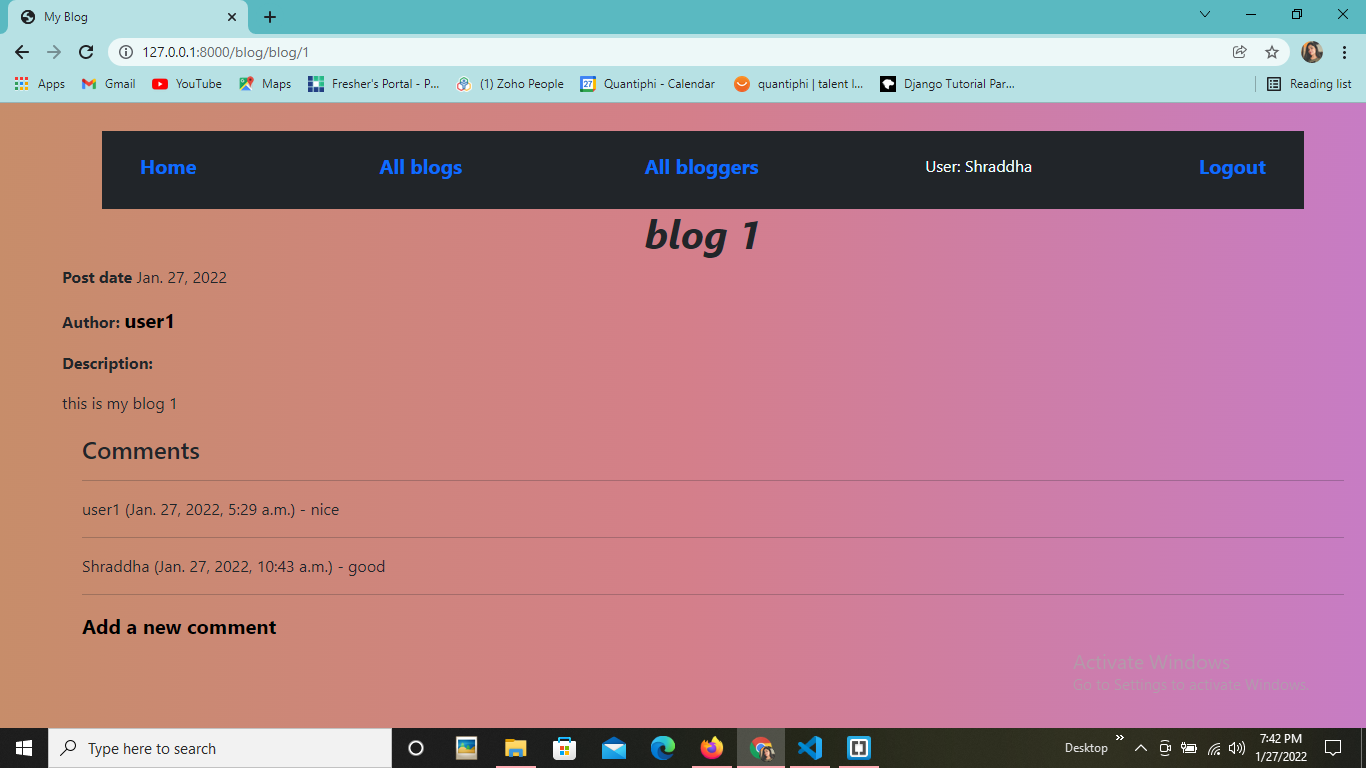 My Blog
127.0.0.1:8000/blog/blog/1
Apps Gmail YouTube Maps Fresher's Portal - P... (1) Zoho People 27 Quantiphi - Calendar quantiphi | talent l... Django Tutorial Par... Reading list
Home All blogs All bloggers User: Shraddha Logout
blog 1
Post date Jan. 27, 2022
Author: user1
Description:
this is my blog 1
Comments
user1 (Jan. 27, 2022, 5:29 a.m.) - nice
Shraddha (Jan. 27, 2022, 10:43 a.m.) - good
Add a new comment
Activate Windows
Go to Settings to activate Windows.
Type here to search Desktop 7:42 PM
1/27/2022